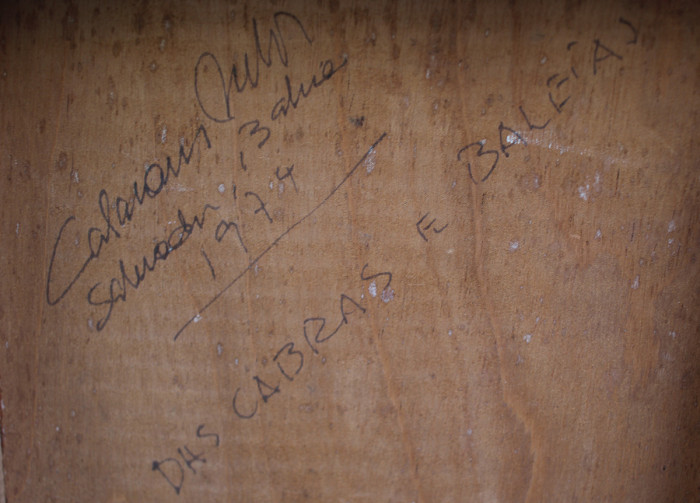 Calasans Neto
Salvador, Bahia
1974
DAS CABRAS E BALEIAS